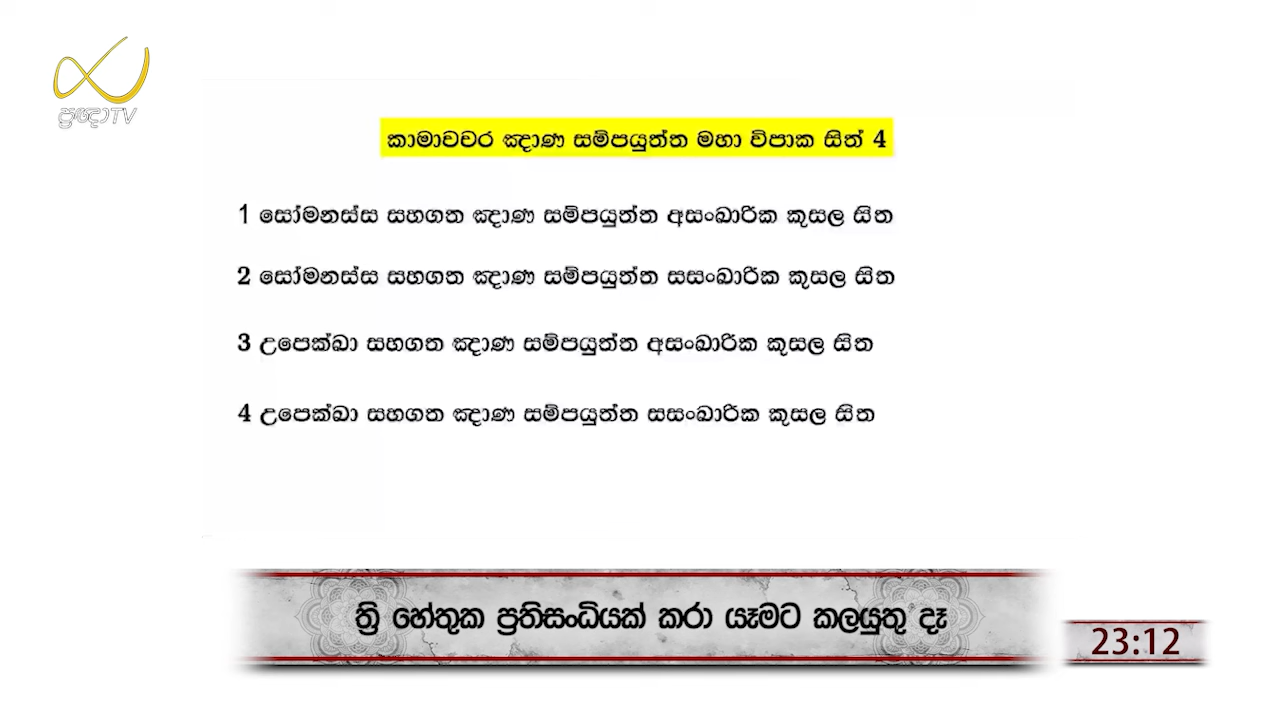 ප්‍රඥාTV
කාමාවචර ඤාණ සම්පයුත්ත මහා විපාක සිත් 4
1 සෝමනස්ස සහගත ඤාණ සම්පයුත්ත අසංඛාරික කුසල සිත
2 සෝමනස්ස සහගත ඤාණ සම්පයුත්ත සසංඛාරික කුසල සිත
3 උපෙක්ඛා සහගත ඤාණ සම්පයුත්ත අසංඛාරික කුසල සිත
4 උපෙක්ඛා සහගත ඤාණ සම්පයුත්ත සසංඛාරික කුසල සිත
ත්‍රි හේතුක ප්‍රතිසංධියක් කරා යෑමට කලයුතු දෑ
23:12